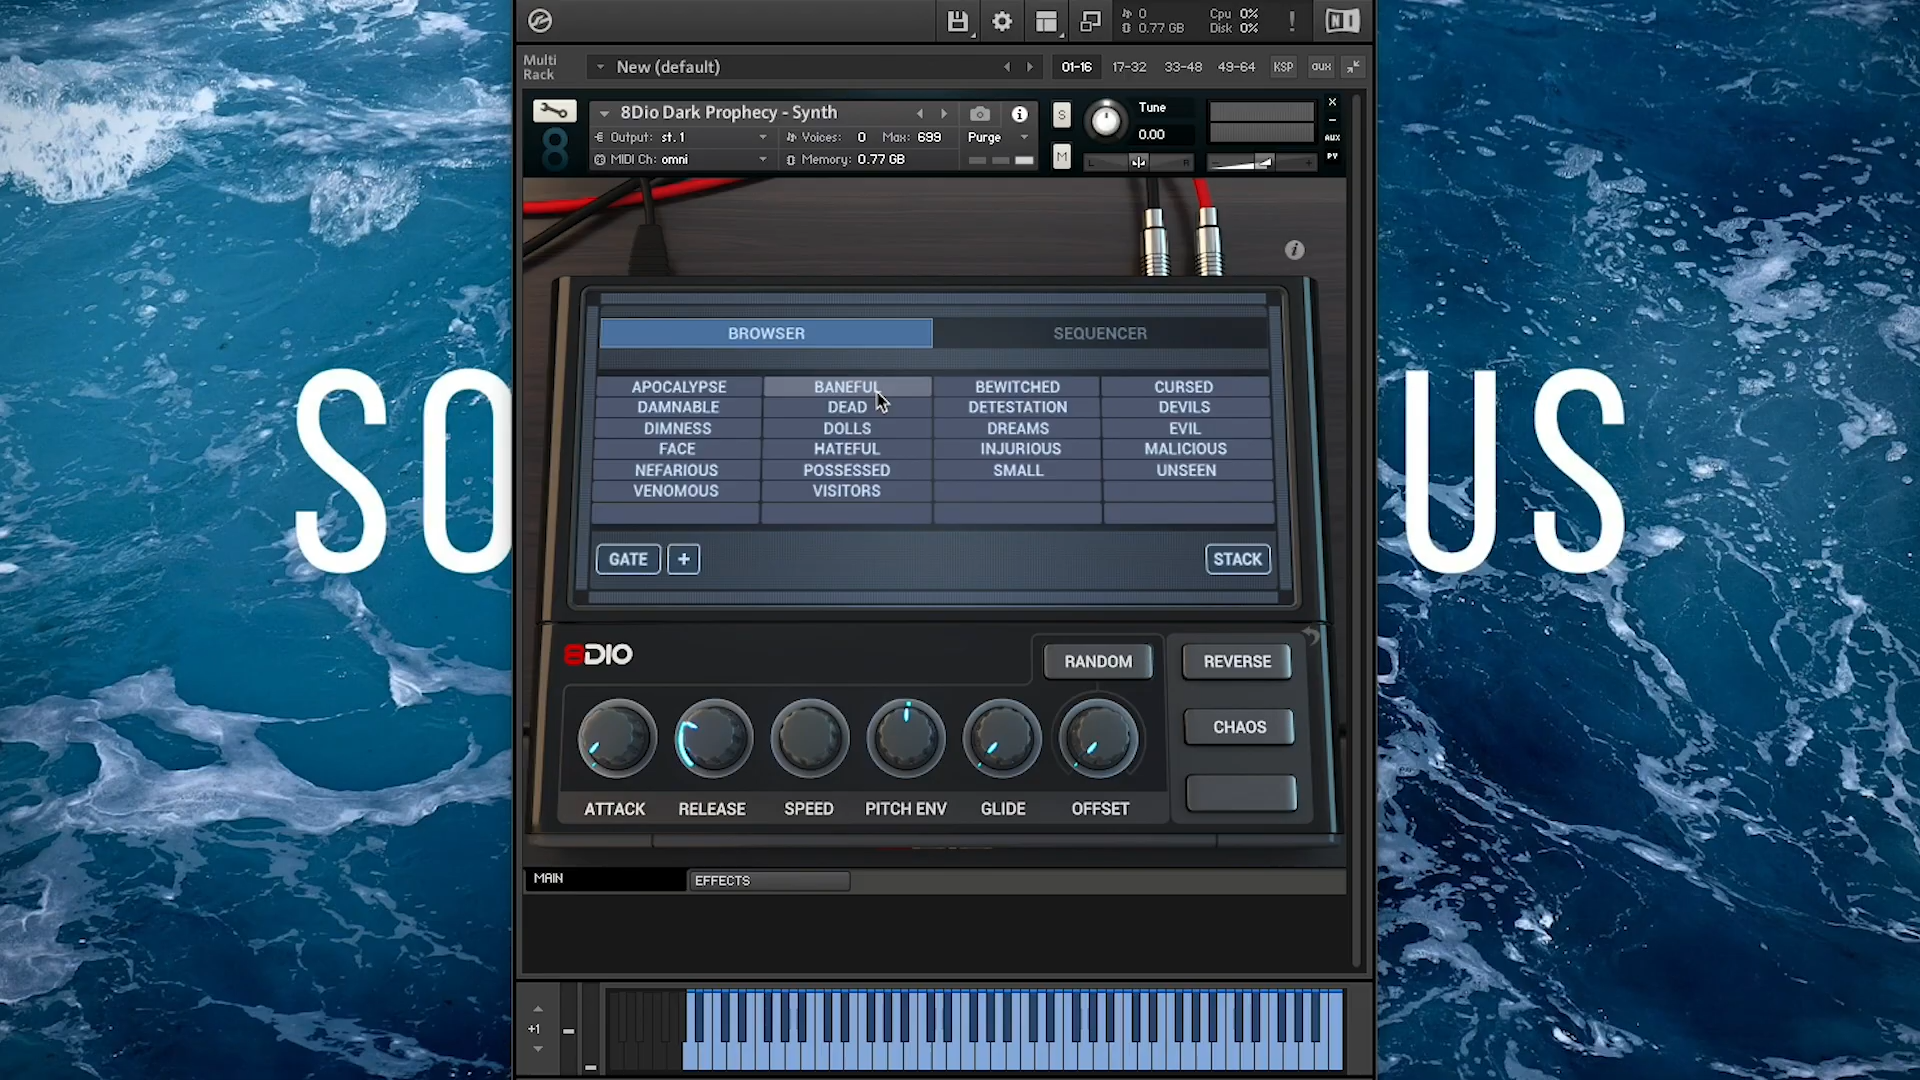 0 Cpu 0%
0.77 GB Disk 0%
Multi Rack New (default) 01-16 17-32 33-48 49-64 KSP aux
8Dio Dark Prophecy - Synth
Output: st.1 Voices: 0 Max: 699 Purge
MIDI Ch: omni Memory: 0.77 GB
S
M
Tune
0.00
L R
×
AUX
PV
i
BROWSER SEQUENCER
APOCALYPSE BANEFUL BEWITCHED CURSED
DAMNABLE DEAD DETESTATION DEVILS
DIMNESS DOLLS DREAMS EVIL
FACE HATEFUL INJURIOUS MALICIOUS
NEFARIOUS POSSESSED SMALL UNSEEN
VENOMOUS VISITORS
GATE + STACK
SO US
8DIO
RANDOM REVERSE
CHAOS
ATTACK RELEASE SPEED PITCH ENV GLIDE OFFSET
MAIN EFFECTS
+1